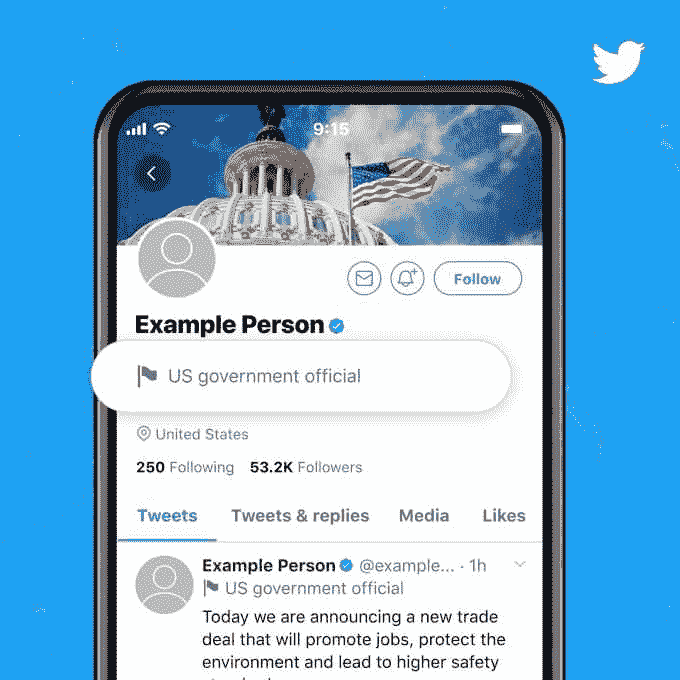 9:15
Follow
Example Person
US government official
United States
250 Following 53.2K Followers
Tweets Tweets & replies Media Likes
Example Person @example... · 1h
US government official
Today we are announcing a new trade
deal that will promote jobs, protect the
environment and lead to higher safety